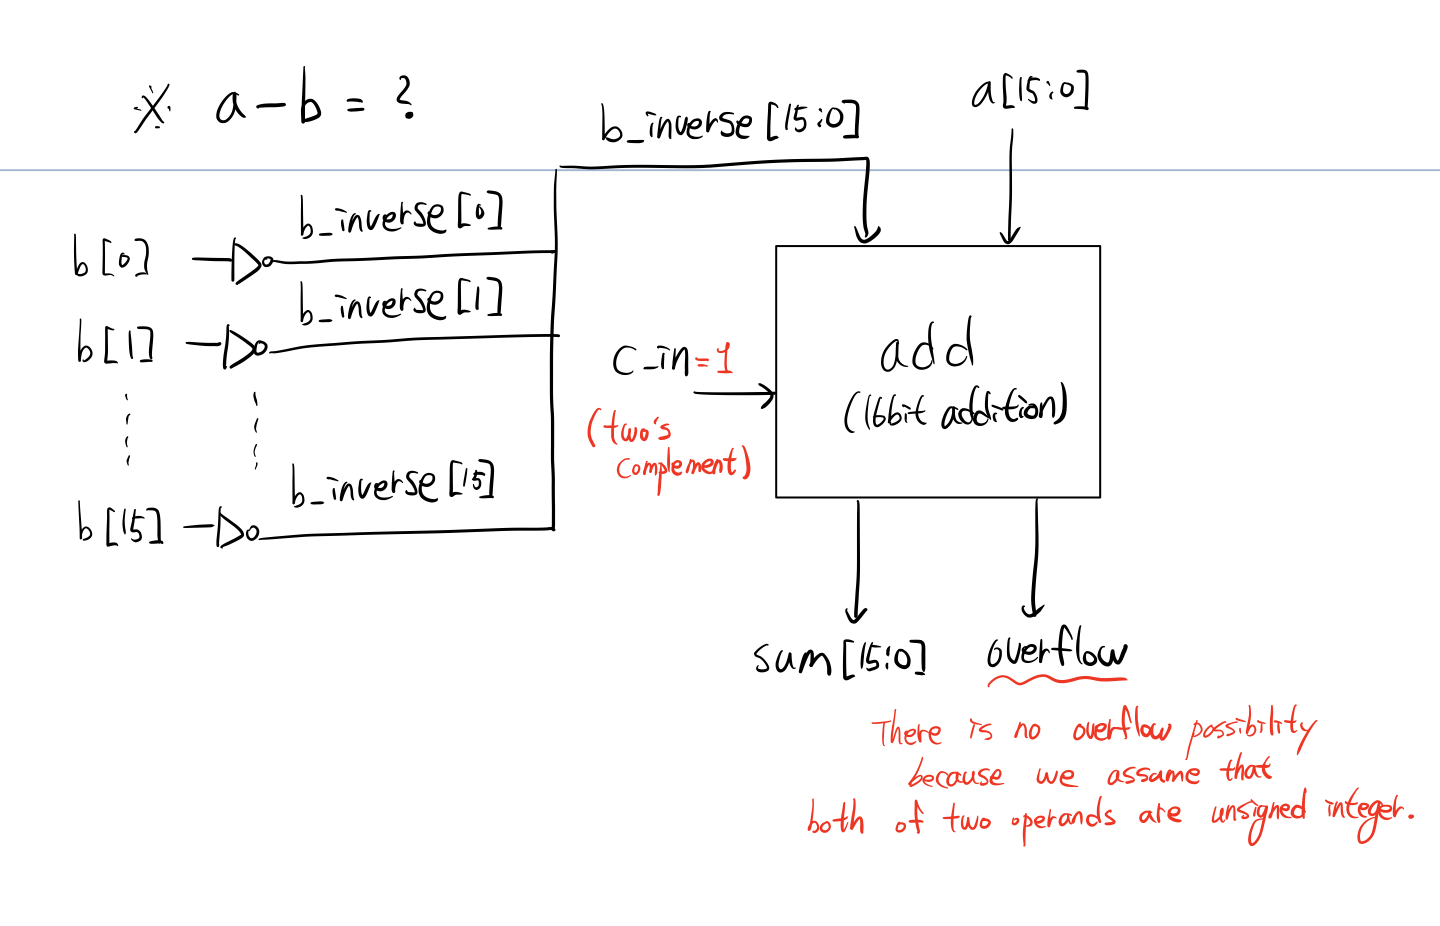 ※ a-b = ?
b_inverse[15:0]
a[15:0]
b[0]
b_inverse[0]
b[1]
b_inverse[1]
b[15]
b_inverse[15]
C_in=1
(two's
complement)
add
(16bit addition)
sum[15:0]
overflow
There is no overflow possibility
because we assume that
both of two operands are unsigned integer.